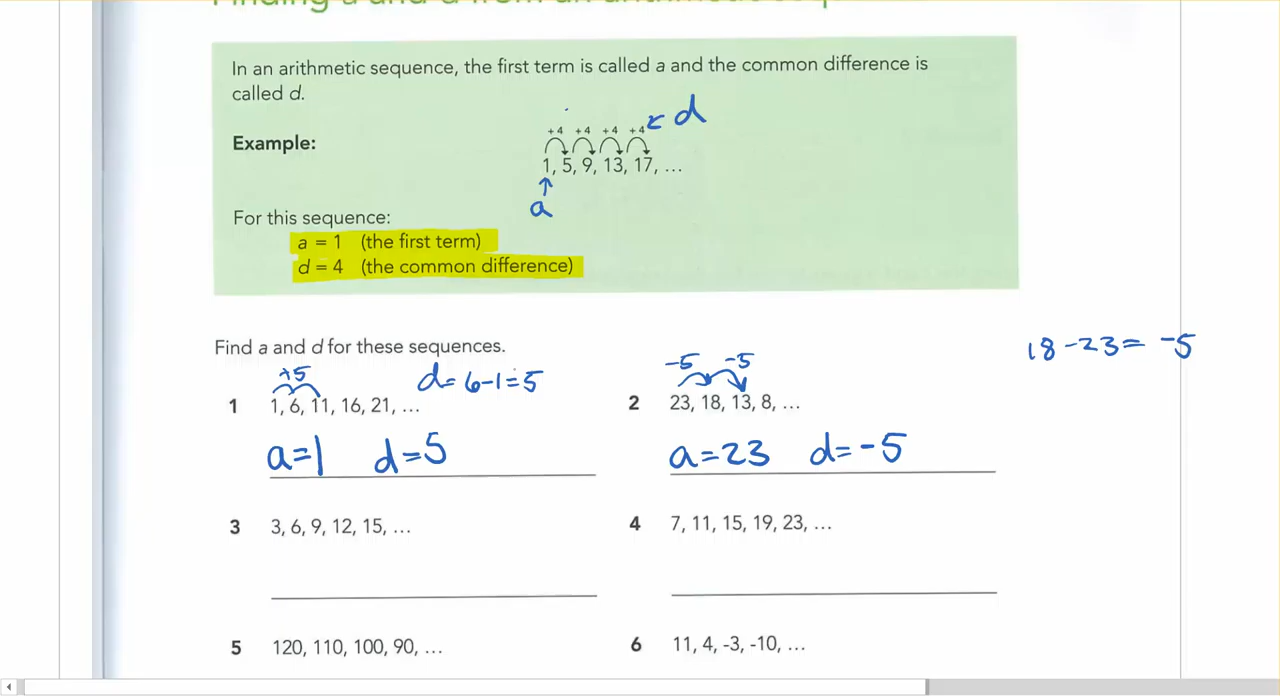 In an arithmetic sequence, the first term is called a and the common difference is
called d.
d
+4 +4 +4 +4
Example:
1, 5, 9, 13, 17, ...
a
For this sequence:
a = 1 (the first term)
d = 4 (the common difference)
Find a and d for these sequences.
18 - 23 = -5
+5
d = 6 - 1 = 5
-5 -5
1 1, 6, 11, 16, 21, ...
2 23, 18, 13, 8, ...
a = 1 d = 5
a = 23 d = -5
3 3, 6, 9, 12, 15, ...
4 7, 11, 15, 19, 23, ...
5 120, 110, 100, 90, ...
6 11, 4, -3, -10, ...